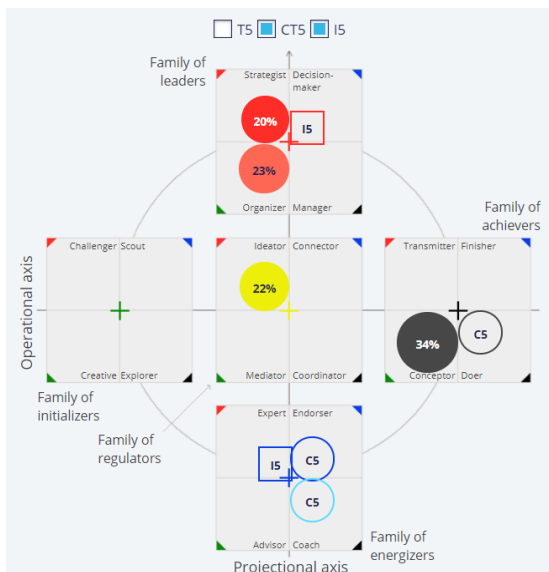 T5 CT5 I5
Family of
leaders
Strategist Decision-
maker
20%
I5
23%
Organizer Manager
Family of
achievers
Challenger Scout
Ideator Connector
Transmitter Finisher
22%
34%
C5
Operational axis
Creative Explorer
Mediator Coordinator
Conceptor Doer
Family of
initializers
Family of
regulators
Expert Endorser
I5
C5
C5
Advisor Coach
Family of
energizers
Projectional axis